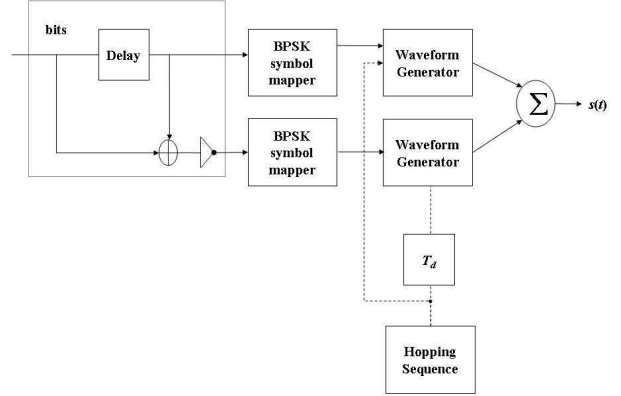 bits
Delay
BPSK
symbol
mapper
Waveform
Generator
Σ
s(t)
BPSK
symbol
mapper
Waveform
Generator
T_d
Hopping
Sequence